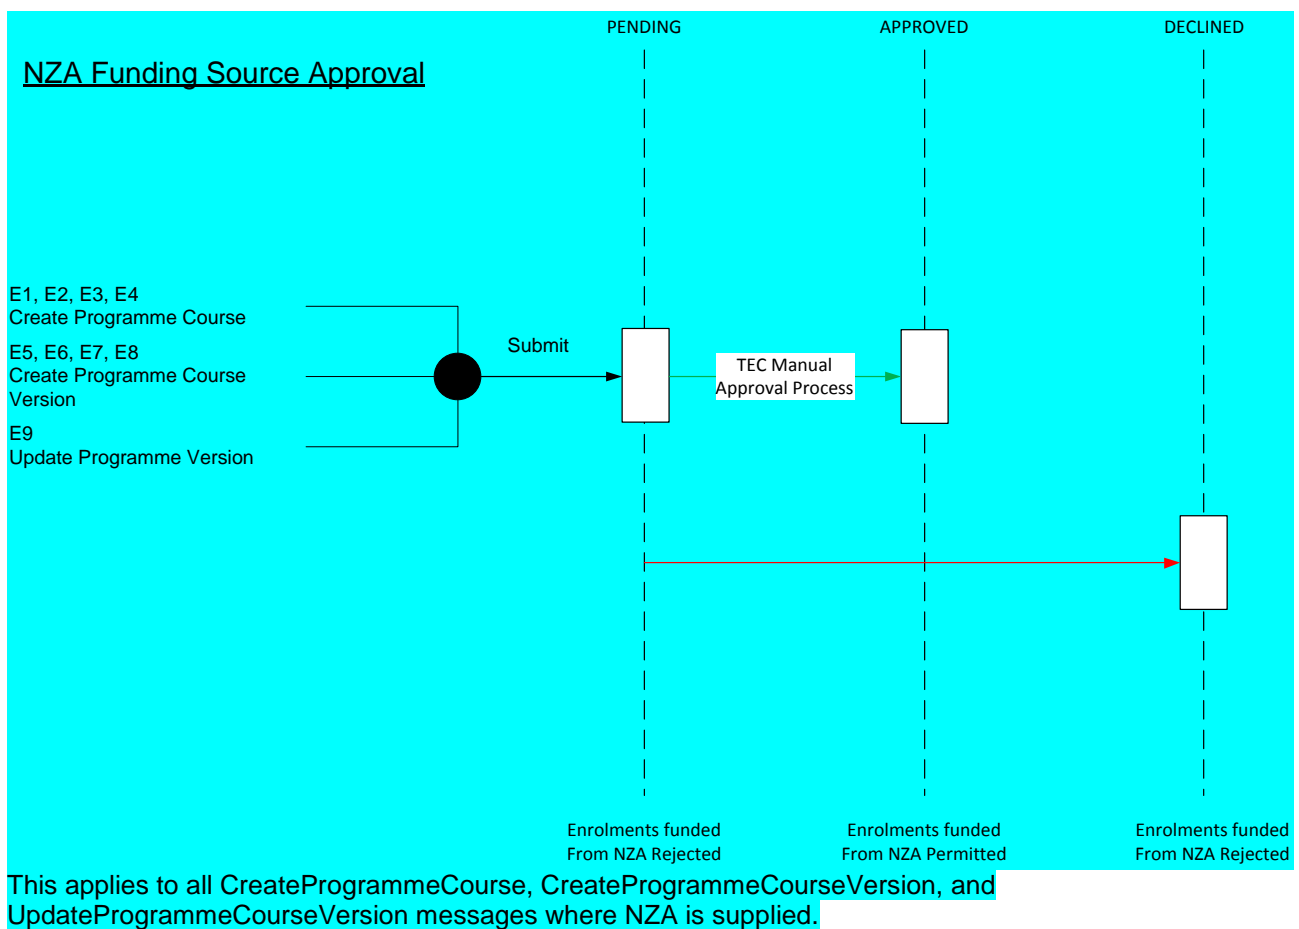 PENDING
APPROVED
DECLINED
NZA Funding Source Approval
E1, E2, E3, E4
Create Programme Course
E5, E6, E7, E8
Create Programme Course
Version
E9
Update Programme Version
Submit
TEC Manual
Approval Process
Enrolments funded
From NZA Rejected
Enrolments funded
From NZA Permitted
Enrolments funded
From NZA Rejected
This applies to all CreateProgrammeCourse, CreateProgrammeCourseVersion, and
UpdateProgrammeCourseVersion messages where NZA is supplied.